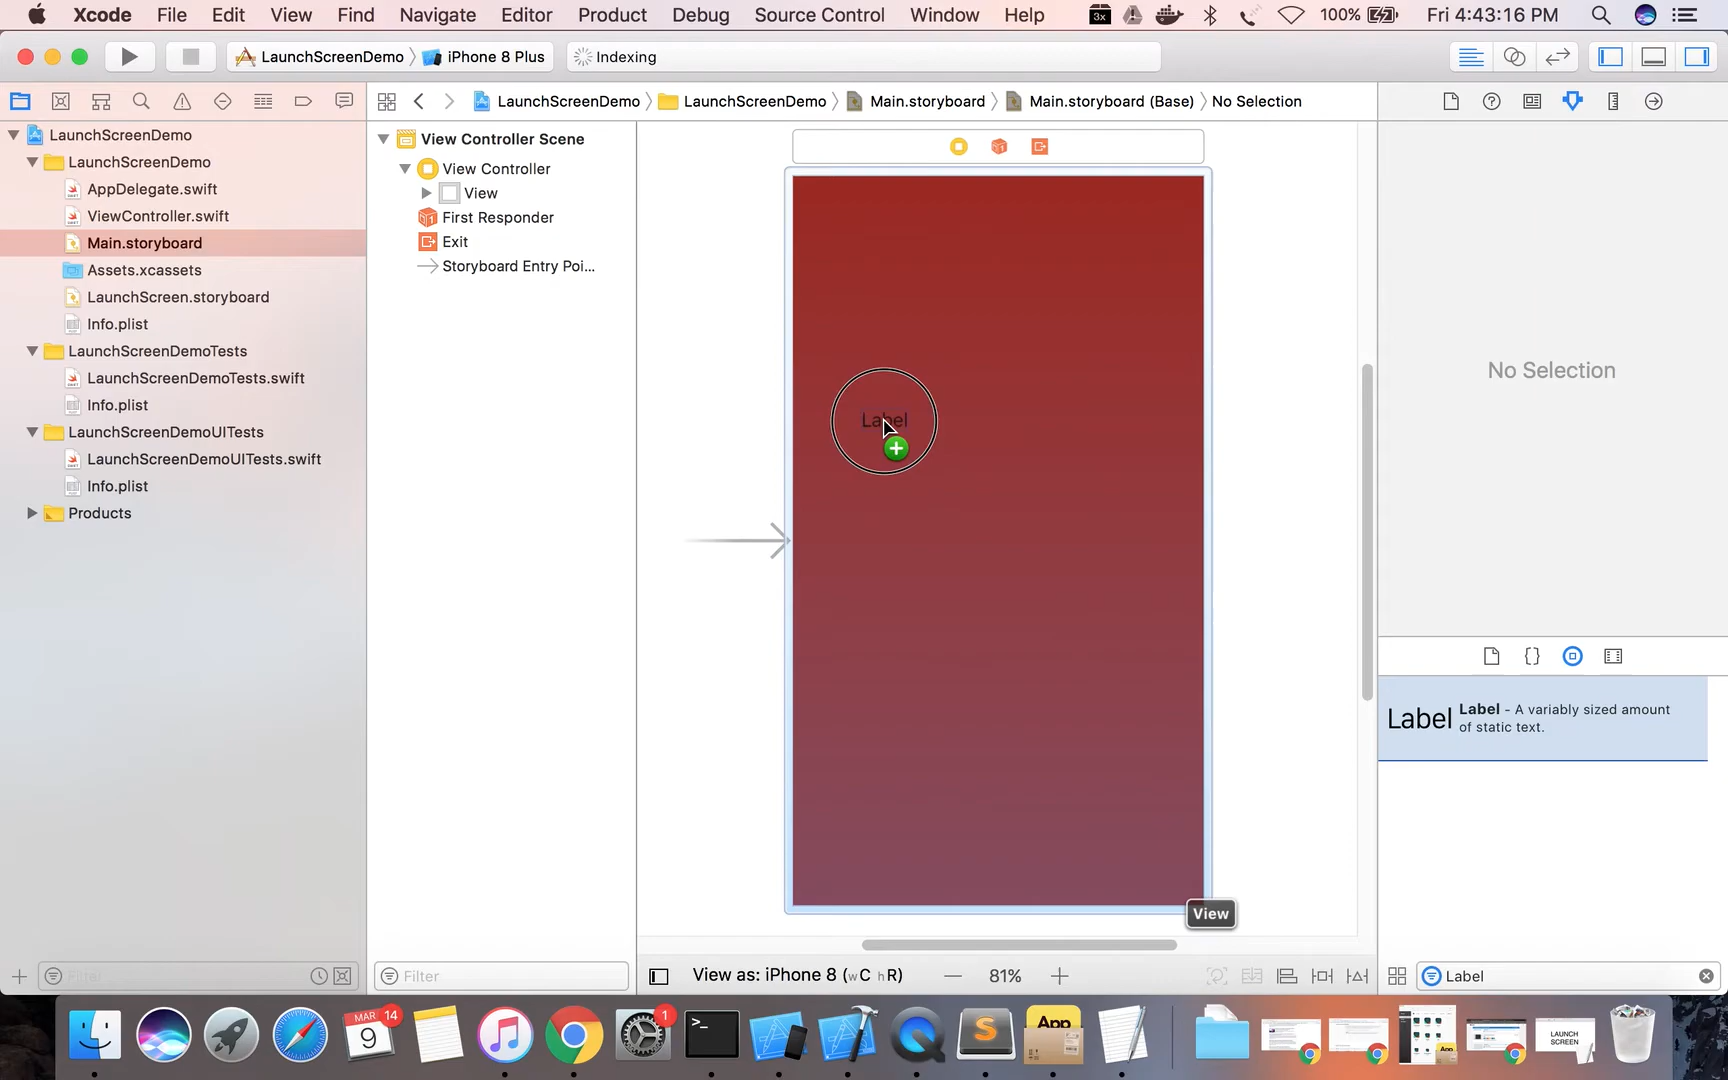 Xcode File Edit View Find Navigate Editor Product Debug Source Control Window Help 3x 100% Fri 4:43:16 PM
LaunchScreenDemo iPhone 8 Plus Indexing
LaunchScreenDemo LaunchScreenDemo Main.storyboard Main.storyboard (Base) No Selection
LaunchScreenDemo
LaunchScreenDemo
AppDelegate.swift
ViewController.swift
Main.storyboard
Assets.xcassets
LaunchScreen.storyboard
Info.plist
LaunchScreenDemoTests
LaunchScreenDemoTests.swift
Info.plist
LaunchScreenDemoUITests
LaunchScreenDemoUITests.swift
Info.plist
Products
Filter
View Controller Scene
View Controller
View
First Responder
Exit
Storyboard Entry Poi...
Filter
Label
View
View as: iPhone 8 (wC hR) 81%
No Selection
Label
Label - A variably sized amount
of static text.
Label
MAR 14
9
1
App
LAUNCH
SCREEN